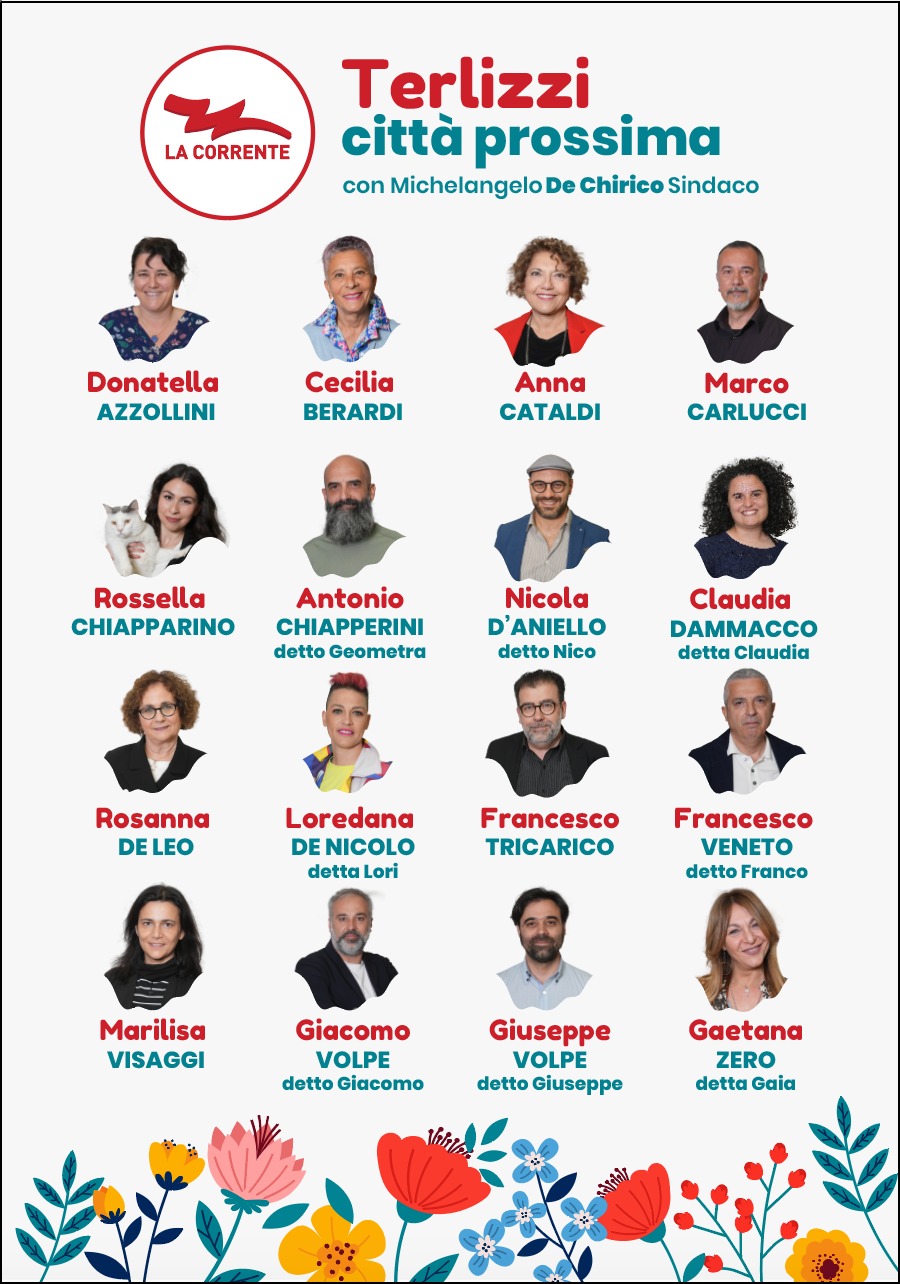 LA CORRENTE
Terlizzi
città prossima
con Michelangelo De Chirico Sindaco
Donatella
AZZOLLINI
Cecilia
BERARDI
Anna
CATALDI
Marco
CARLUCCI
Rossella
CHIAPPARINO
Antonio
CHIAPPERINI
detto Geometra
Nicola
D'ANIELLO
detto Nico
Claudia
DAMMACCO
detta Claudia
Rosanna
DE LEO
Loredana
DE NICOLO
detta Lori
Francesco
TRICARICO
Francesco
VENETO
detto Franco
Marilisa
VISAGGI
Giacomo
VOLPE
detto Giacomo
Giuseppe
VOLPE
detto Giuseppe
Gaetana
ZERO
detta Gaia